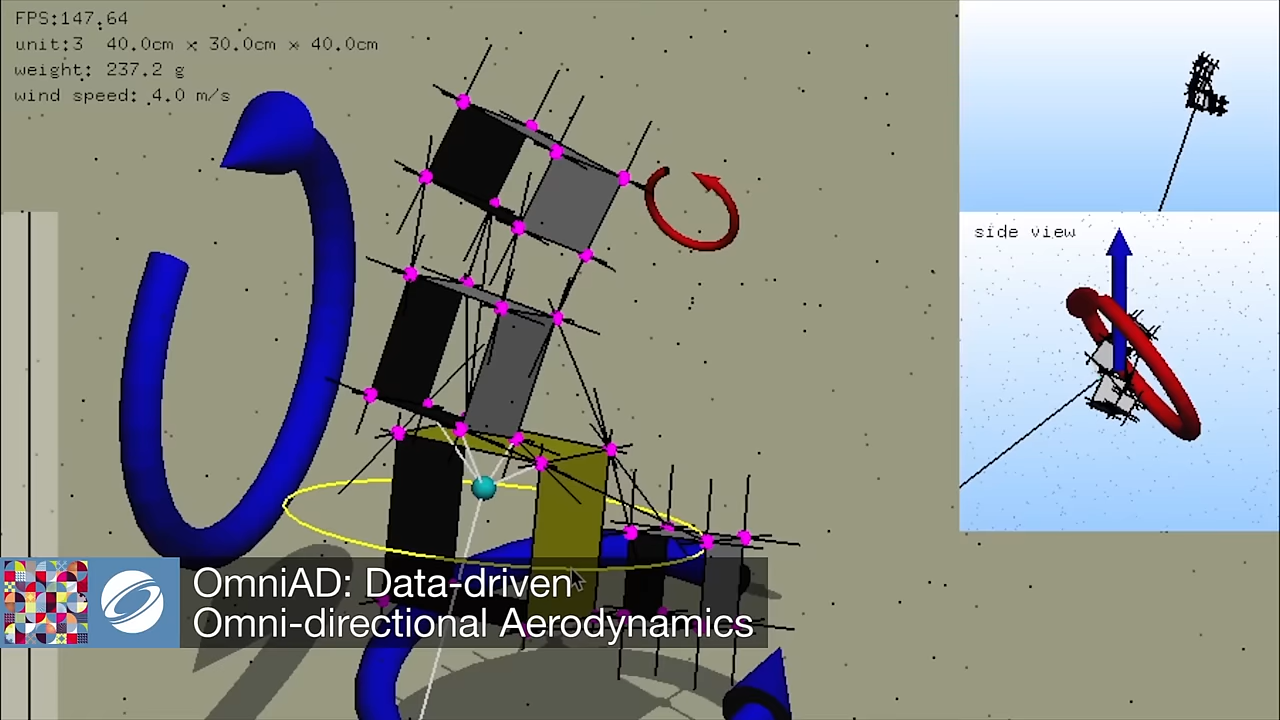 FPS:147.64
unit:3  40.0cm x 30.0cm x 40.0cm
weight: 237.2 g
wind speed: 4.0 m/s
side view
OmniAD: Data-driven
Omni-directional Aerodynamics